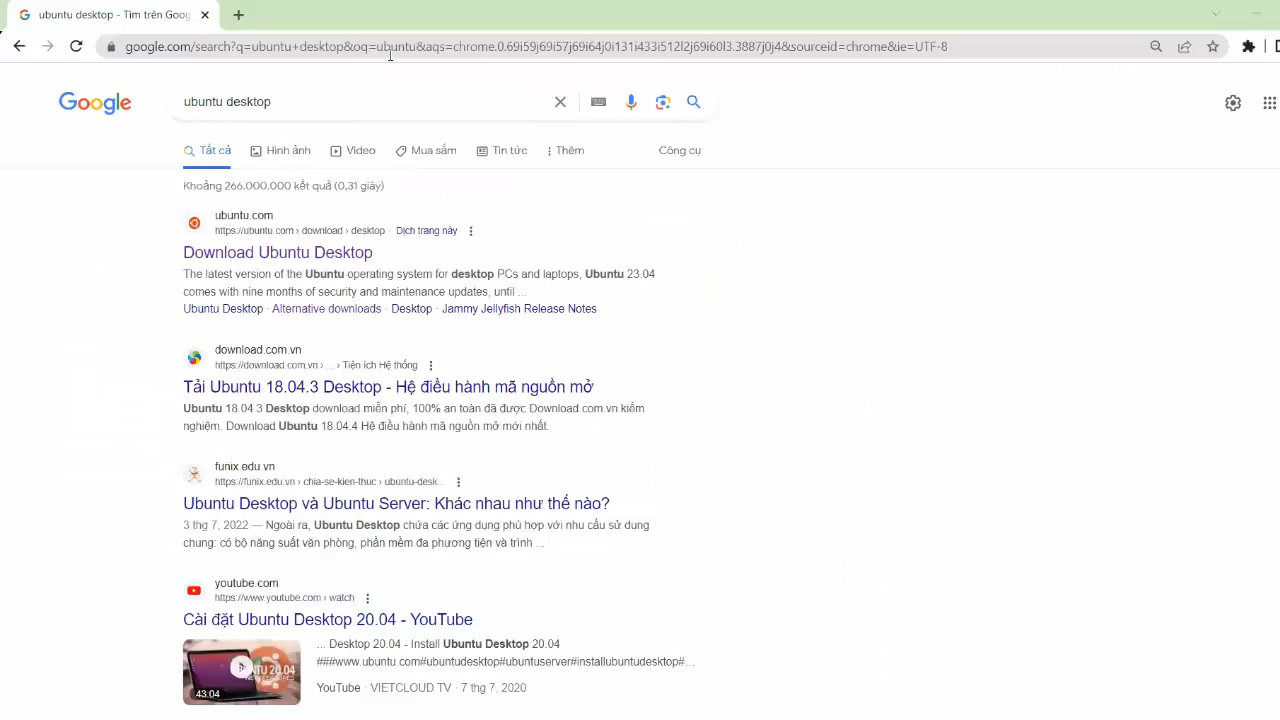 ubuntu desktop - Tìm trên Goog
google.com/search?q=ubuntu+desktop&oq=ubuntu&aqs=chrome.0.69i59j69i57j69i64j0i131i433i512l2j69i60l3.3887j0j4&sourceid=chrome&ie=UTF-8
Google
ubuntu desktop
Tất cả Hình ảnh Video Mua sắm Tin tức Thêm Công cụ
Khoảng 266.000.000 kết quả (0,31 giây)
ubuntu.com
https://ubuntu.com › download › desktop · Dịch trang này
Download Ubuntu Desktop
The latest version of the Ubuntu operating system for desktop PCs and laptops, Ubuntu 23.04
comes with nine months of security and maintenance updates, until ...
Ubuntu Desktop · Alternative downloads · Desktop · Jammy Jellyfish Release Notes
download.com.vn
https://download.com.vn › ... › Tiện ích Hệ thống
Tải Ubuntu 18.04.3 Desktop - Hệ điều hành mã nguồn mở
Ubuntu 18.04.3 Desktop download miễn phí, 100% an toàn đã được Download.com.vn kiểm
nghiệm. Download Ubuntu 18.04.4 Hệ điều hành mã nguồn mở mới nhất.
funix.edu.vn
https://funix.edu.vn › chia-se-kien-thuc › ubuntu-desk...
Ubuntu Desktop và Ubuntu Server: Khác nhau như thế nào?
3 thg 7, 2022 — Ngoài ra, Ubuntu Desktop chứa các ứng dụng phù hợp với nhu cầu sử dụng
chung: có bộ năng suất văn phòng, phần mềm đa phương tiện và trình ...
youtube.com
https://www.youtube.com › watch
Cài đặt Ubuntu Desktop 20.04 - YouTube
... Desktop 20.04 - Install Ubuntu Desktop 20.04
###www.ubuntu.com#ubuntudesktop#ubuntuserver#installubuntudesktop#...
UBUNTU 20.04
43:04
YouTube · VIETCLOUD TV · 7 thg 7, 2020